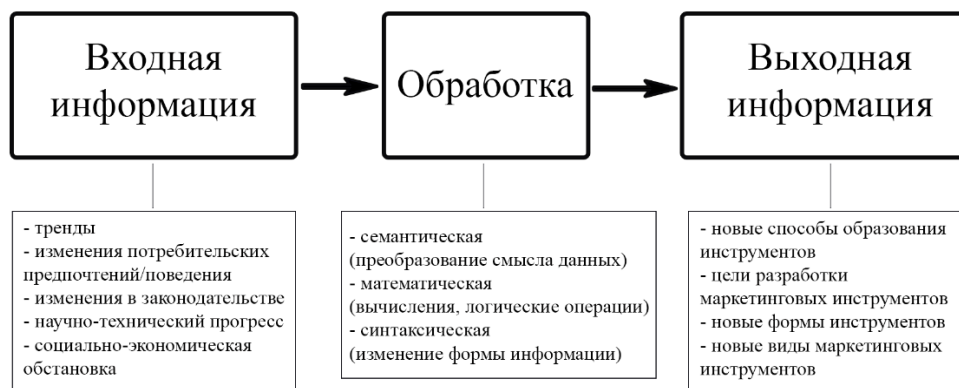 Входная
информация
Обработка
Выходная
информация
- тренды
- изменения потребительских
предпочтений/поведения
- изменения в законодательстве
- научно-технический прогресс
- социально-экономическая
обстановка
- семантическая
(преобразование смысла данных)
- математическая
(вычисления, логические операции)
- синтаксическая
(изменение формы информации)
- новые способы образования
инструментов
- цели разработки
маркетинговых инструментов
- новые формы инструментов
- новые виды маркетинговых
инструментов